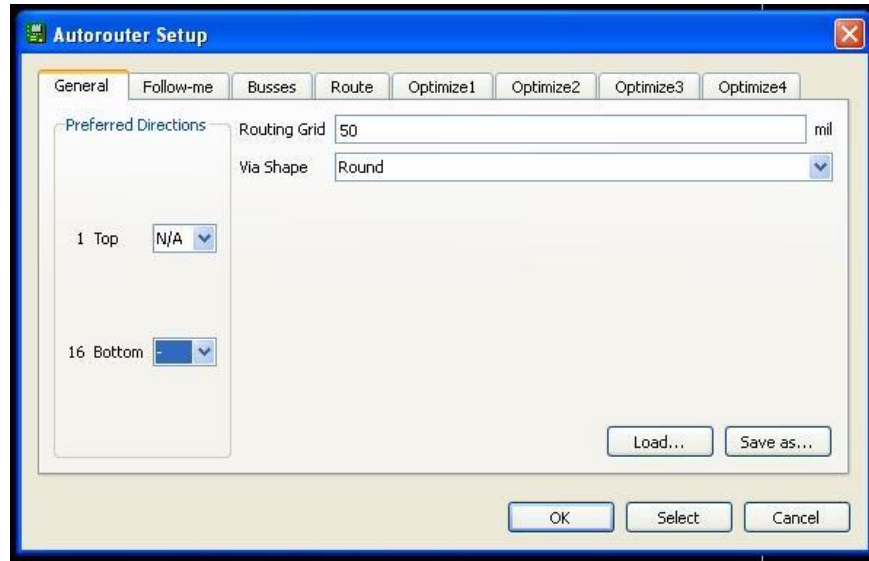 Autorouter Setup
General Follow-me Busses Route Optimize1 Optimize2 Optimize3 Optimize4
Preferred Directions
Routing Grid 50 mil
Via Shape Round
1 Top N/A
16 Bottom -
Load... Save as...
OK Select Cancel